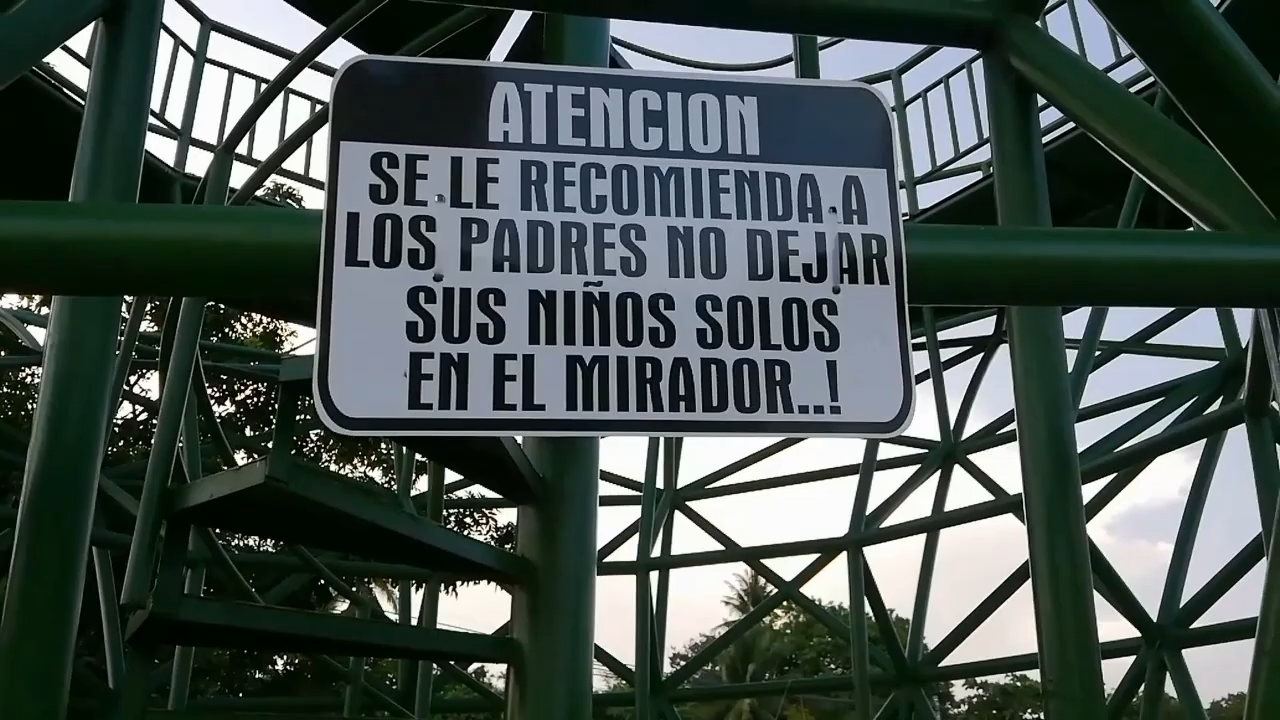 ATENCION
SE LE RECOMIENDA A
LOS PADRES NO DEJAR
SUS NIÑOS SOLOS
EN EL MIRADOR..!